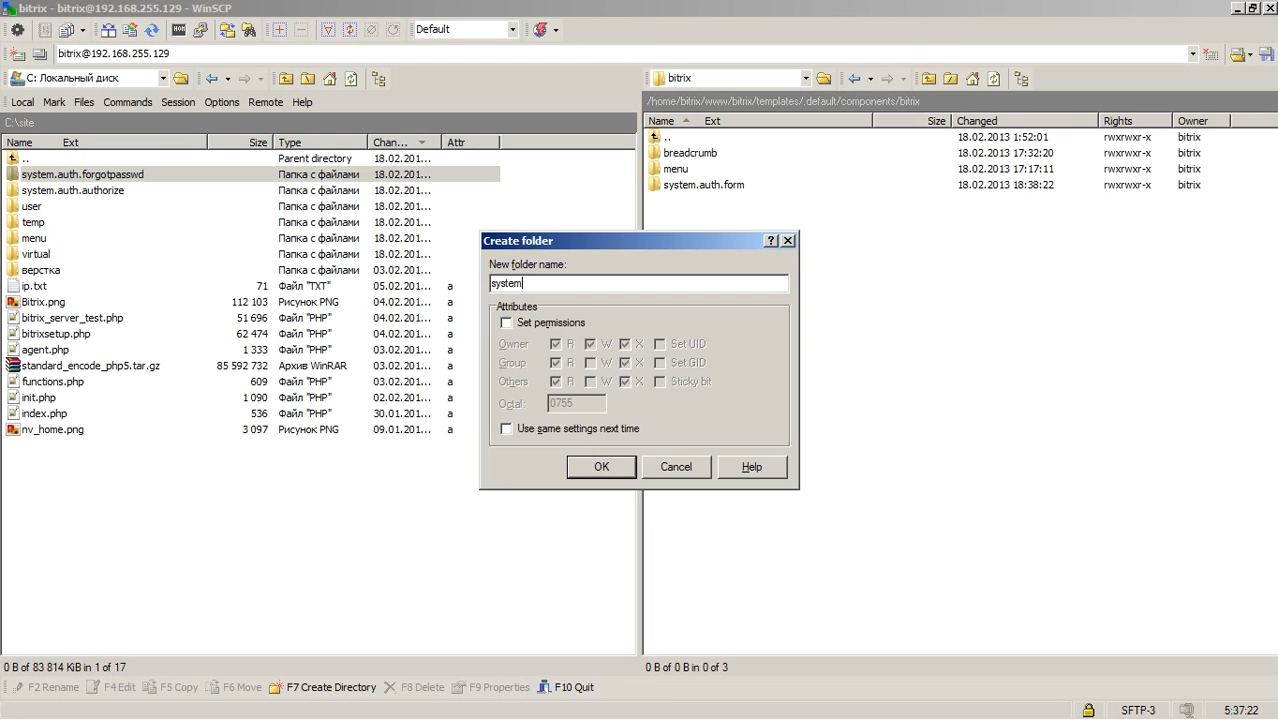 bitrix - bitrix@192.168.255.129 - WinSCP
Default
bitrix@192.168.255.129
C: Локальный диск
bitrix
Local Mark Files Commands Session Options Remote Help
/home/bitrix/www/bitrix/templates/.default/components/bitrix
C:\site
Name Ext Size Type Chan... Attr
.. Parent directory 18.02.201...
system.auth.forgotpasswd Папка с файлами 18.02.201...
system.auth.authorize Папка с файлами 18.02.201...
user Папка с файлами 18.02.201...
temp Папка с файлами 18.02.201...
menu Папка с файлами 18.02.201...
virtual Папка с файлами 18.02.201...
верстка Папка с файлами 03.02.201...
ip.txt 71 Файл "TXT" 05.02.201... a
Bitrix.png 112 103 Рисунок PNG 04.02.201... a
bitrix_server_test.php 51 696 Файл "PHP" 04.02.201... a
bitrixsetup.php 62 474 Файл "PHP" 04.02.201... a
agent.php 1 333 Файл "PHP" 03.02.201... a
standard_encode_php5.tar.gz 85 592 732 Архив WinRAR 03.02.201... a
functions.php 609 Файл "PHP" 03.02.201... a
init.php 1 090 Файл "PHP" 02.02.201... a
index.php 536 Файл "PHP" 30.01.201... a
nv_home.png 3 097 Рисунок PNG 09.01.201... a
Name Ext Size Changed Rights Owner
.. 18.02.2013 1:52:01 rwxrwxr-x bitrix
breadcrumb 18.02.2013 17:32:20 rwxrwxr-x bitrix
menu 18.02.2013 17:17:11 rwxrwxr-x bitrix
system.auth.form 18.02.2013 18:38:22 rwxrwxr-x bitrix
Create folder
New folder name:
system
Attributes
Set permissions
Owner R W X Set UID
Group R W X Set GID
Others R W X Sticky bit
Octal: 0755
Use same settings next time
OK Cancel Help
0 B of 83 814 KiB in 1 of 17
0 B of 0 B in 0 of 3
F2 Rename F4 Edit F5 Copy F6 Move F7 Create Directory F8 Delete F9 Properties F10 Quit
SFTP-3 5:37:22